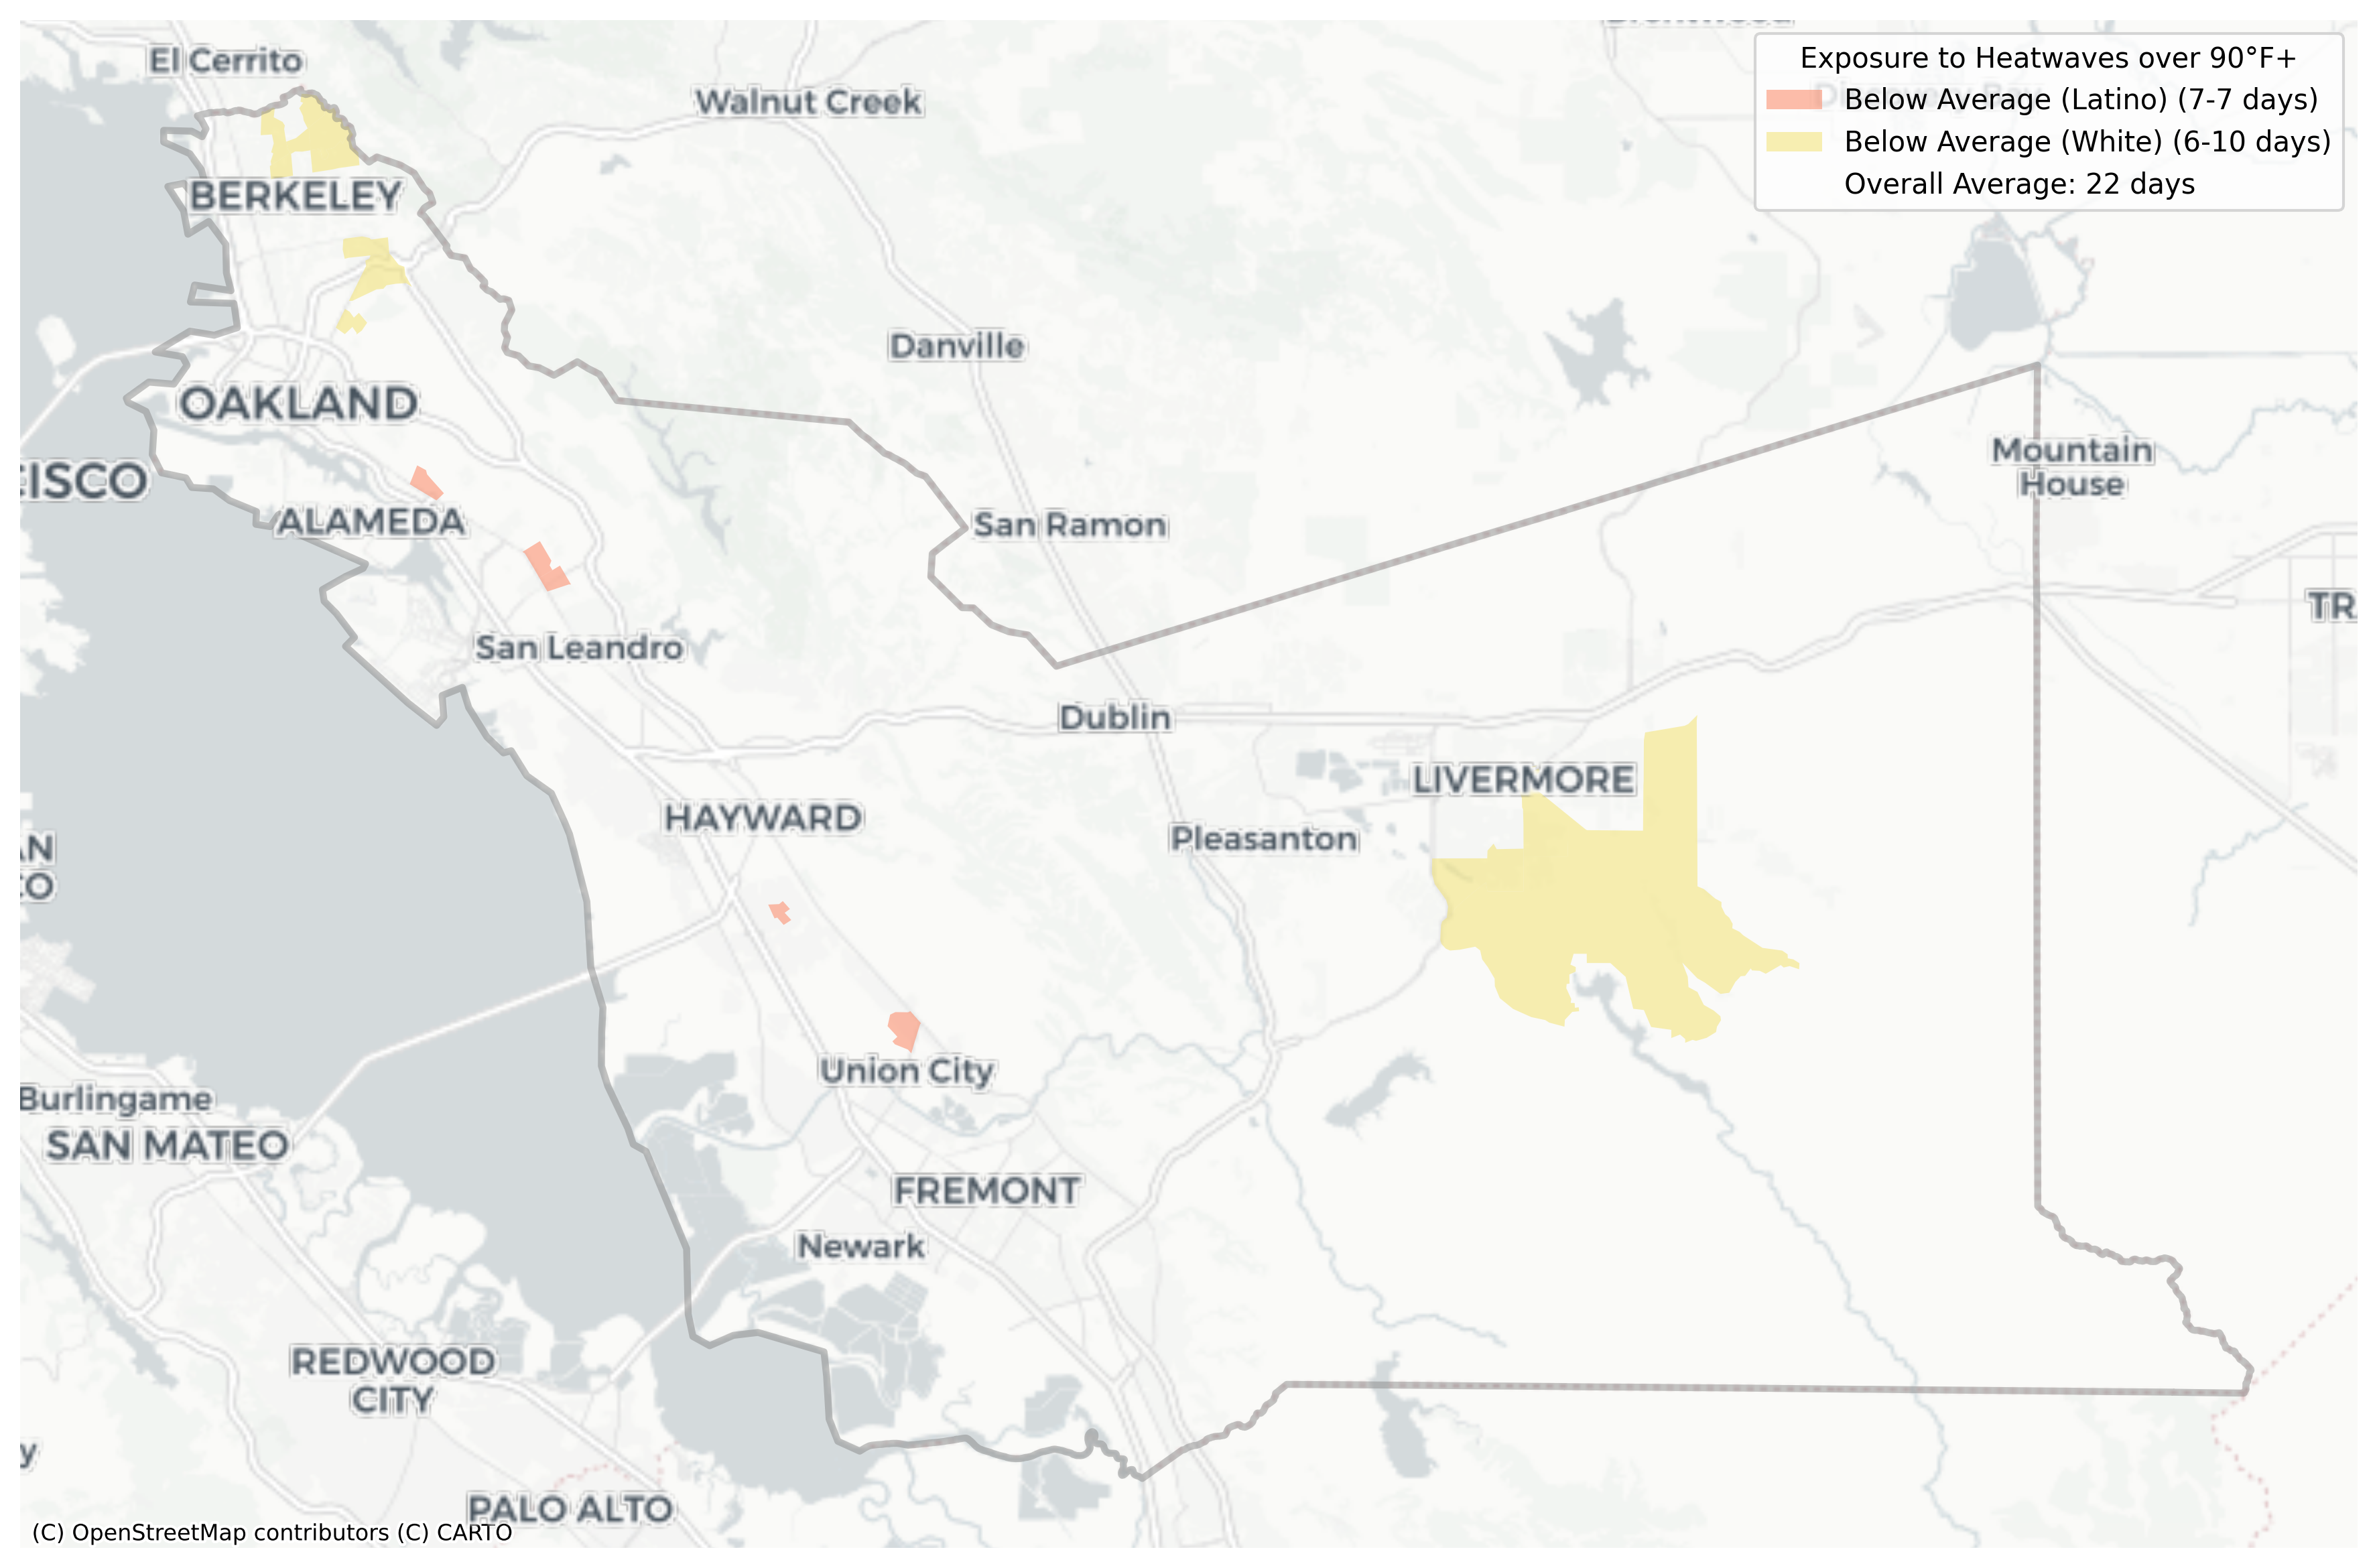 El Cerrito
Walnut Creek
Exposure to Heatwaves over 90°F+
Below Average (Latino) (7-7 days)
Below Average (White) (6-10 days)
Overall Average: 22 days
BERKELEY
Danville
OAKLAND
CISCO
ALAMEDA
San Ramon
Mountain
House
San Leandro
TR
Dublin
LIVERMORE
HAYWARD
Pleasanton
AN
CO
Union City
Burlingame
SAN MATEO
FREMONT
Newark
REDWOOD
CITY
y
PALO ALTO
(C) OpenStreetMap contributors (C) CARTO